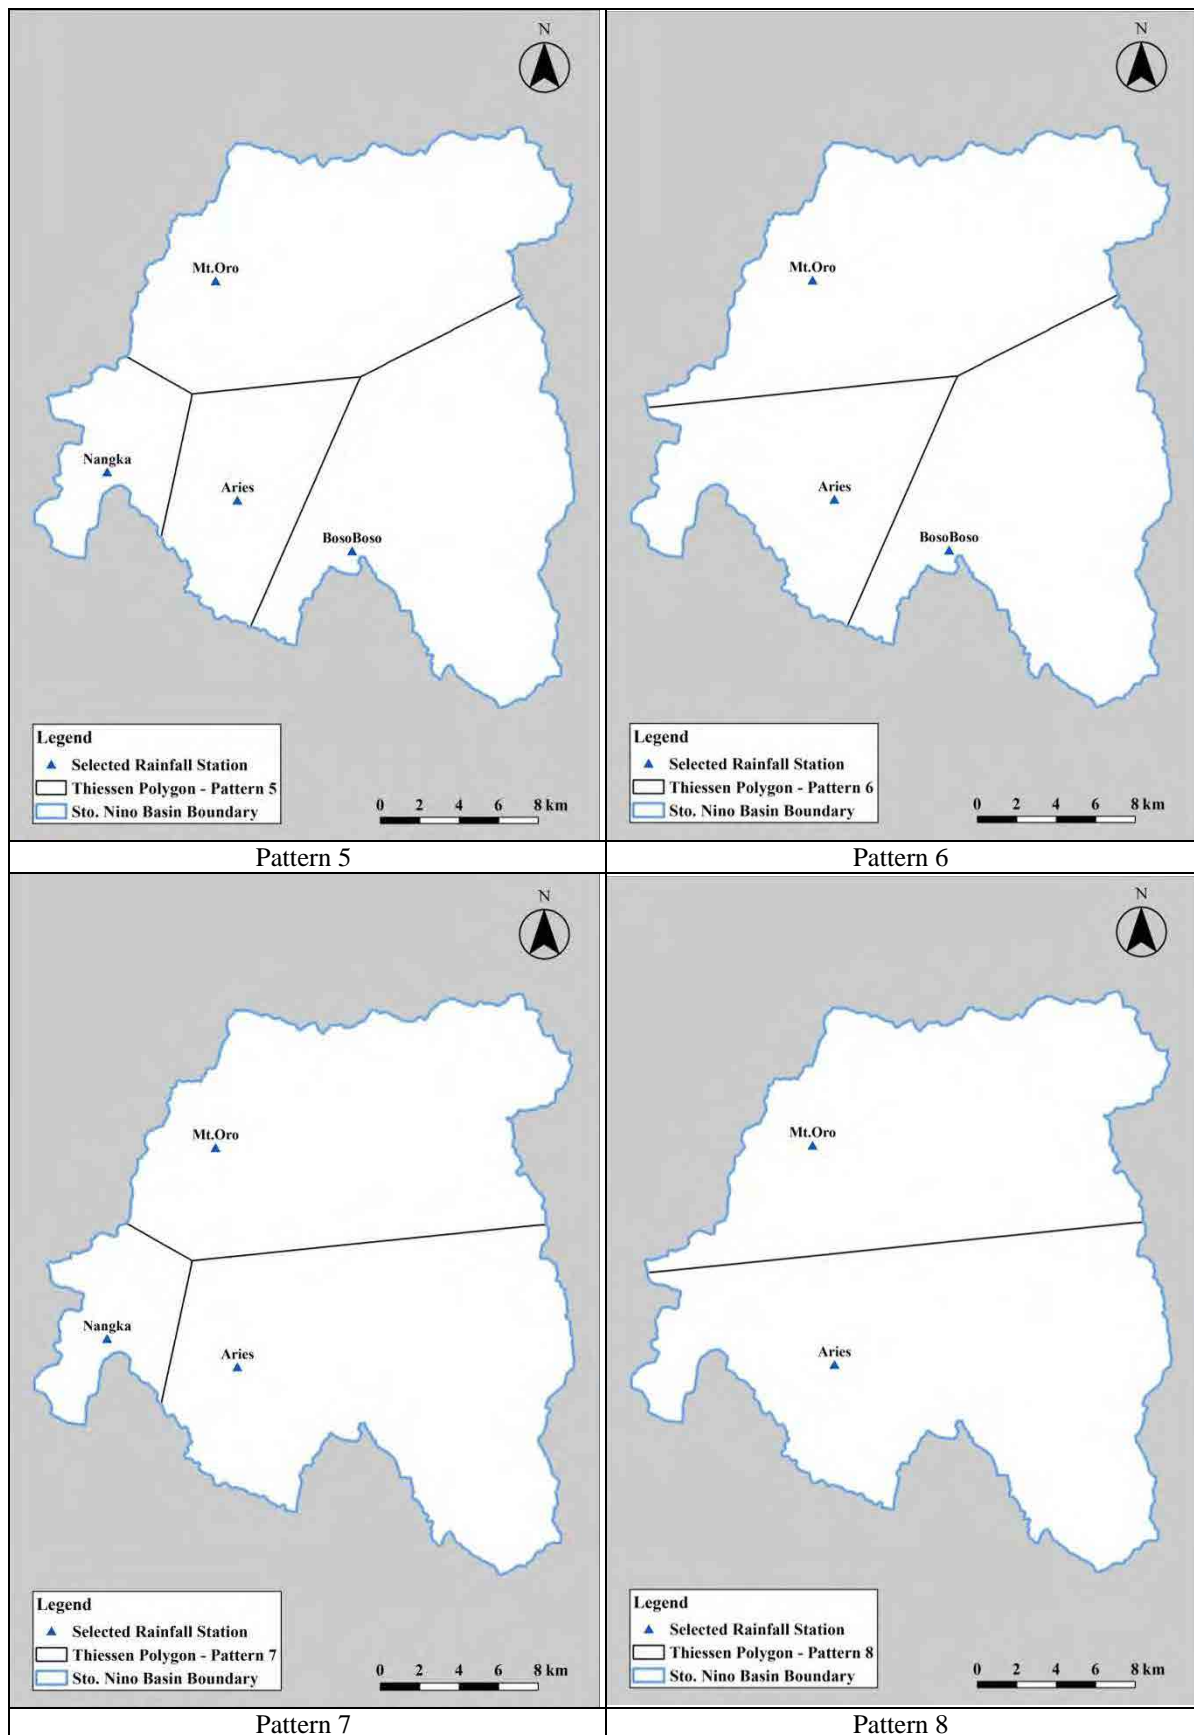 N
Mt.Oro
Nangka
Aries
BosoBoso
Legend
Selected Rainfall Station
Thiessen Polygon - Pattern 5
Sto. Nino Basin Boundary
0 2 4 6 8 km
Pattern 5
N
Mt.Oro
Aries
BosoBoso
Legend
Selected Rainfall Station
Thiessen Polygon - Pattern 6
Sto. Nino Basin Boundary
0 2 4 6 8 km
Pattern 6
N
Mt.Oro
Nangka
Aries
Legend
Selected Rainfall Station
Thiessen Polygon - Pattern 7
Sto. Nino Basin Boundary
0 2 4 6 8 km
Pattern 7
N
Mt.Oro
Aries
Legend
Selected Rainfall Station
Thiessen Polygon - Pattern 8
Sto. Nino Basin Boundary
0 2 4 6 8 km
Pattern 8